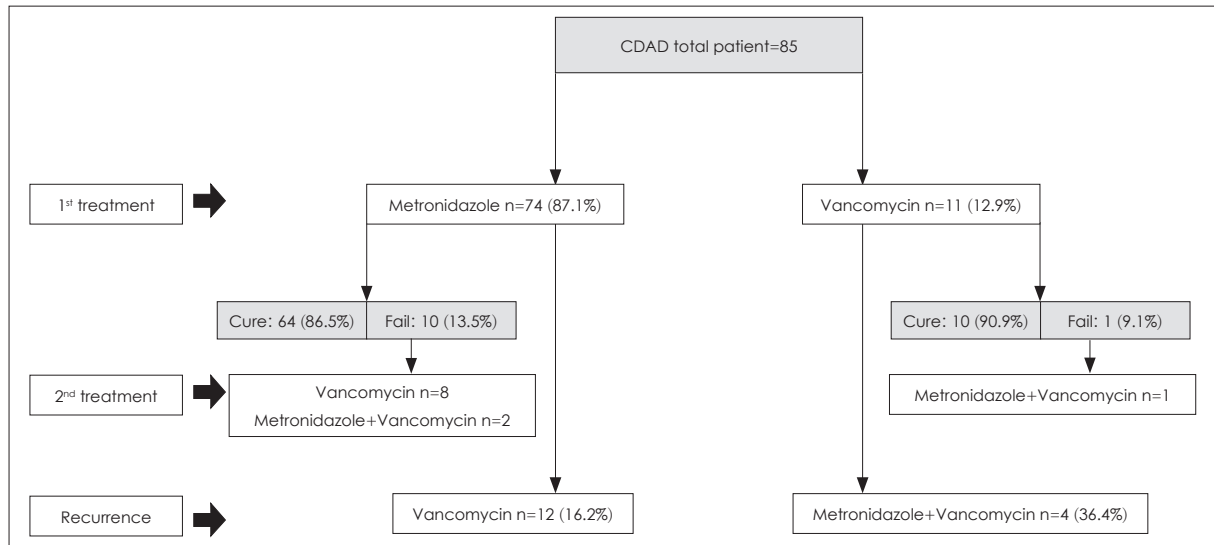 CDAD total patient=85
1st treatment
Metronidazole n=74 (87.1%)
Vancomycin n=11 (12.9%)
Cure: 64 (86.5%)
Fail: 10 (13.5%)
Cure: 10 (90.9%)
Fail: 1 (9.1%)
2nd treatment
Vancomycin n=8
Metronidazole+Vancomycin n=2
Metronidazole+Vancomycin n=1
Recurrence
Vancomycin n=12 (16.2%)
Metronidazole+Vancomycin n=4 (36.4%)